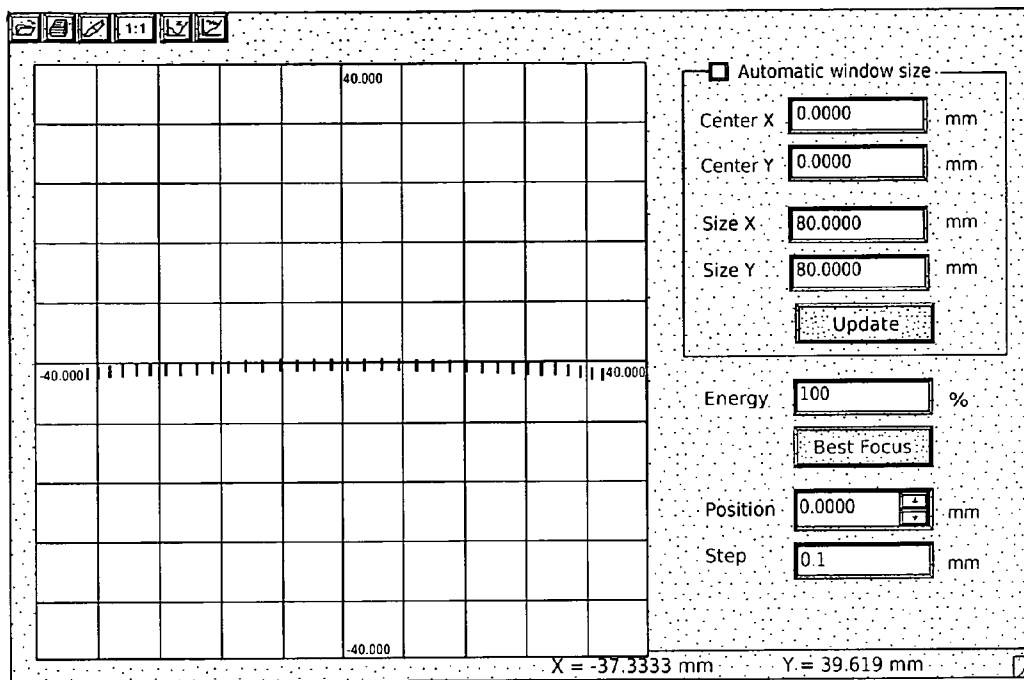 1:1
40.000
-40.000
40.000
-40.000
Automatic window size
Center X 0.0000 mm
Center Y 0.0000 mm
Size X 80.0000 mm
Size Y 80.0000 mm
Update
Energy 100 %
Best Focus
Position 0.0000 mm
Step 0.1 mm
X = -37.3333 mm Y = 39.619 mm